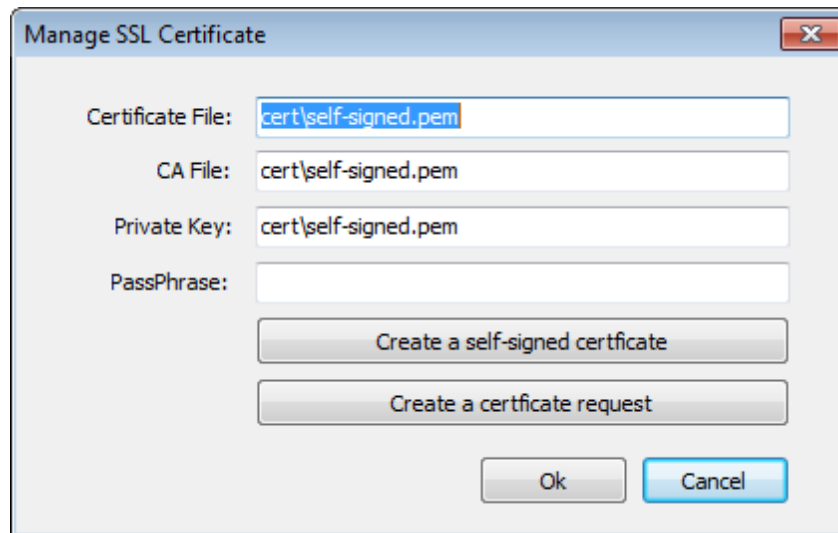 Manage SSL Certificate
Certificate File: cert\self-signed.pem
CA File: cert\self-signed.pem
Private Key: cert\self-signed.pem
PassPhrase:
Create a self-signed certficate
Create a certficate request
Ok Cancel